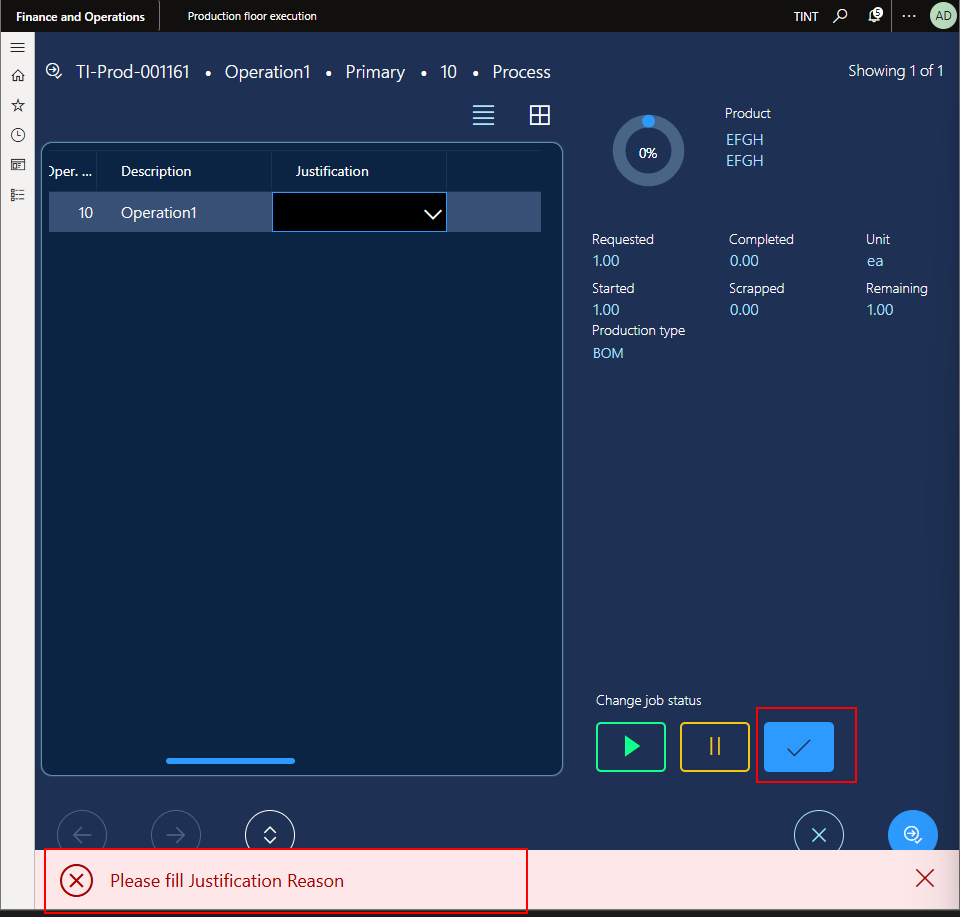 Finance and Operations
Production floor execution
TINT
5
AD
TI-Prod-001161 • Operation1 • Primary • 10 • Process
Showing 1 of 1
Oper. ...
Description
Justification
10
Operation1
0%
Product
EFGH
EFGH
Requested
1.00
Completed
0.00
Unit
ea
Started
1.00
Scrapped
0.00
Remaining
1.00
Production type
BOM
Change job status
Please fill Justification Reason